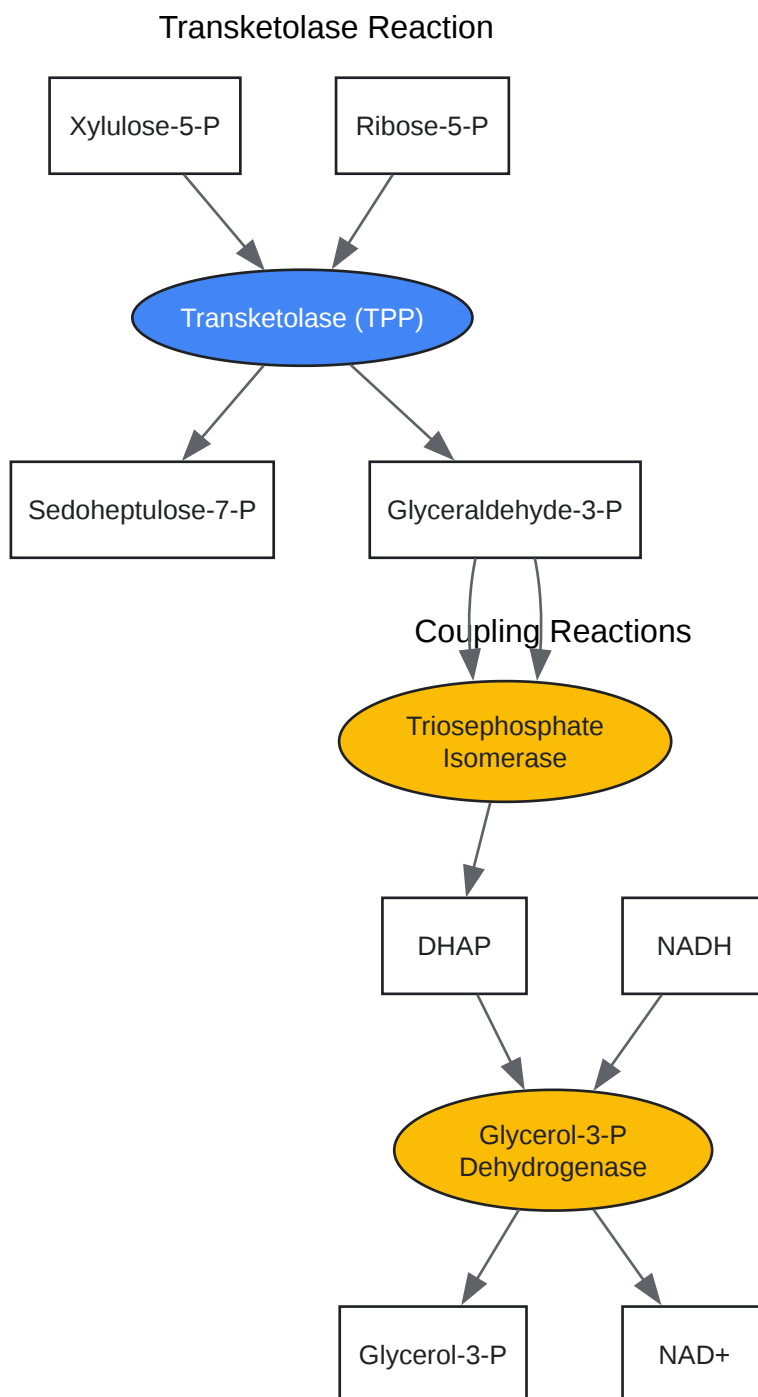 Transketolase Reaction
Xylulose-5-P
Ribose-5-P
Transketolase (TPP)
Sedoheptulose-7-P
Glyceraldehyde-3-P
Coupling Reactions
Triosephosphate
Isomerase
DHAP
NADH
Glycerol-3-P
Dehydrogenase
Glycerol-3-P
NAD+